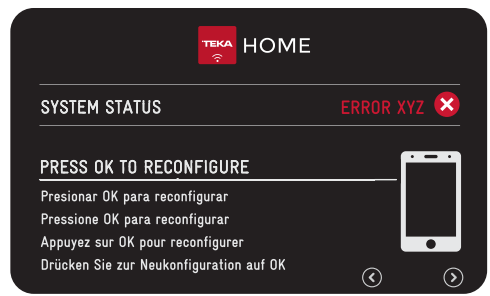 TEKA HOME
SYSTEM STATUS ERROR XYZ
PRESS OK TO RECONFIGURE
Presionar OK para reconfigurar
Pressione OK para reconfigurar
Appuyez sur OK pour reconfigurer
Drücken Sie zur Neukonfiguration auf OK